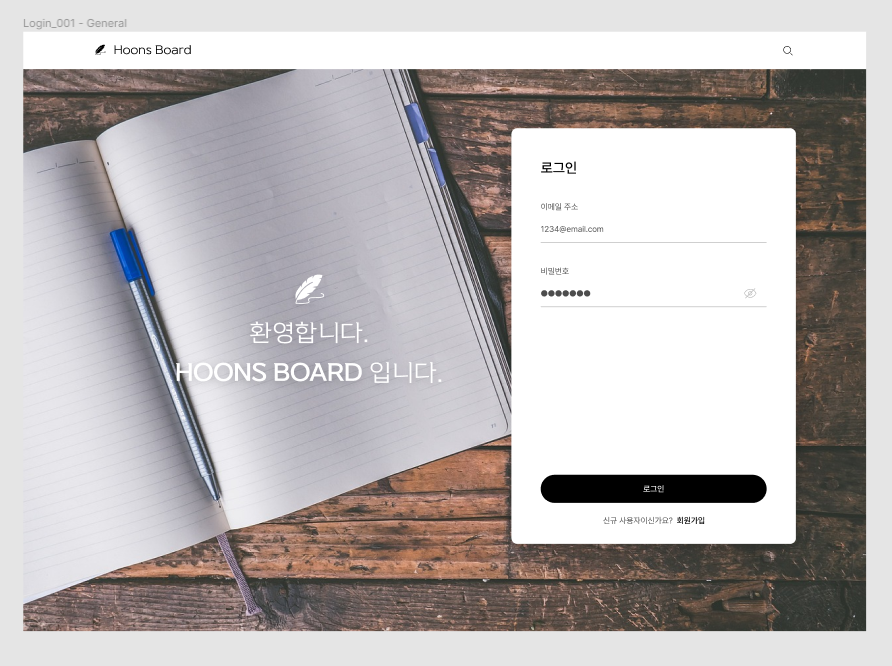 Login_001 - General
Hoons Board
로그인
이메일 주소
1234@email.com
비밀번호
환영합니다.
HOONS BOARD 입니다.
로그인
신규 사용자이신가요? 회원가입